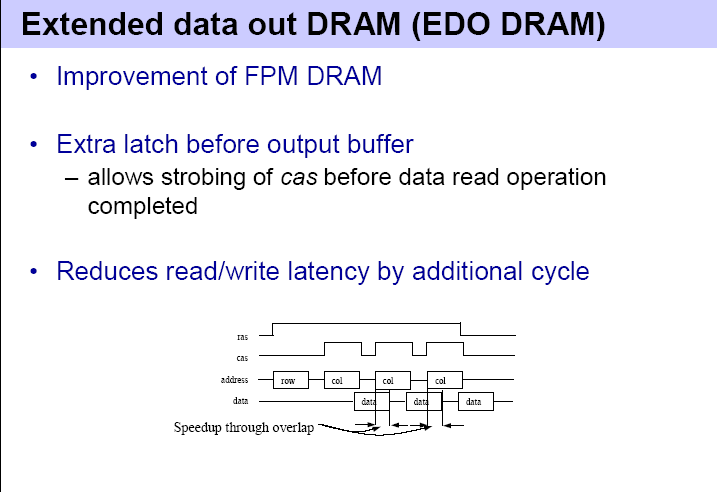 Extended data out DRAM (EDO DRAM)
• Improvement of FPM DRAM
• Extra latch before output buffer
– allows strobing of cas before data read operation
completed
• Reduces read/write latency by additional cycle
ras
cas
address row col col col
data data data data
Speedup through overlap